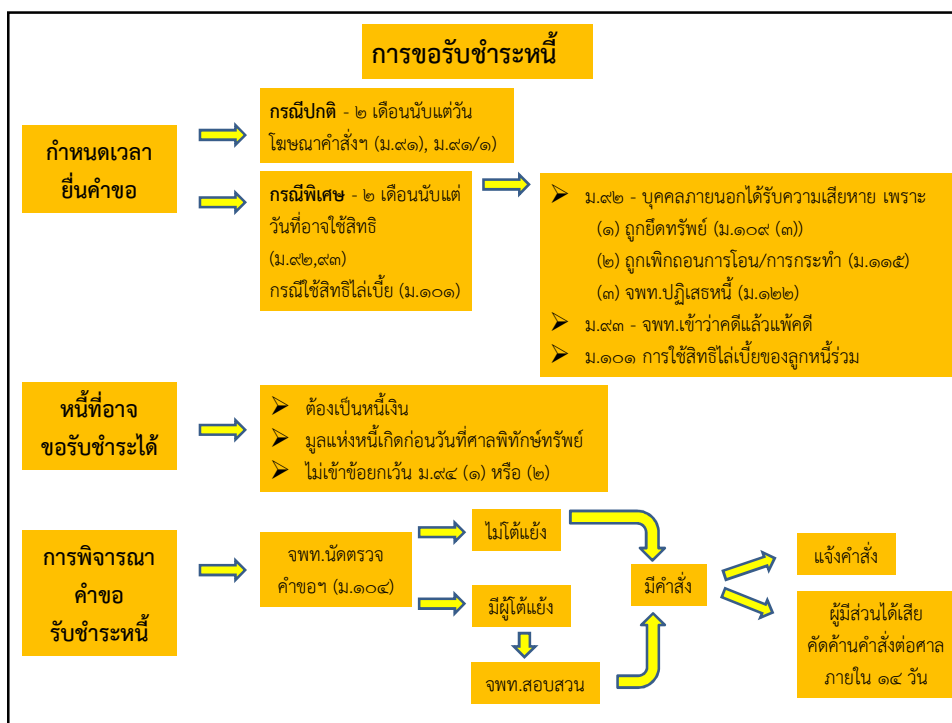 การขอรับชำระหนี้
กำหนดเวลา
ยื่นคำขอ
กรณีปกติ - ๒ เดือนนับแต่วัน
โฆษณาคำสั่งฯ (ม.๙๑), ม.๙๑/๑)
กรณีพิเศษ - ๒ เดือนนับแต่
วันที่อาจใช้สิทธิ
(ม.๙๒,๙๓)
กรณีใช้สิทธิไล่เบี้ย (ม.๑๐๑)
ม.๙๒ - บุคคลภายนอกได้รับความเสียหาย เพราะ
(๑) ถูกยึดทรัพย์ (ม.๑๐๙ (๓))
(๒) ถูกเพิกถอนการโอน/การกระทำ (ม.๑๑๕)
(๓) จพท.ปฏิเสธหนี้ (ม.๑๒๒)
ม.๙๓ - จพท.เข้าว่าคดีแล้วแพ้คดี
ม.๑๐๑ การใช้สิทธิไล่เบี้ยของลูกหนี้ร่วม
หนี้ที่อาจ
ขอรับชำระได้
ต้องเป็นหนี้เงิน
มูลแห่งหนี้เกิดก่อนวันที่ศาลพิทักษ์ทรัพย์
ไม่เข้าข้อยกเว้น ม.๙๔ (๑) หรือ (๒)
การพิจารณา
คำขอ
รับชำระหนี้
จพท.นัดตรวจ
คำขอฯ (ม.๑๐๔)
ไม่โต้แย้ง
มีผู้โต้แย้ง
จพท.สอบสวน
มีคำสั่ง
แจ้งคำสั่ง
ผู้มีส่วนได้เสีย
คัดค้านคำสั่งต่อศาล
ภายใน ๑๔ วัน